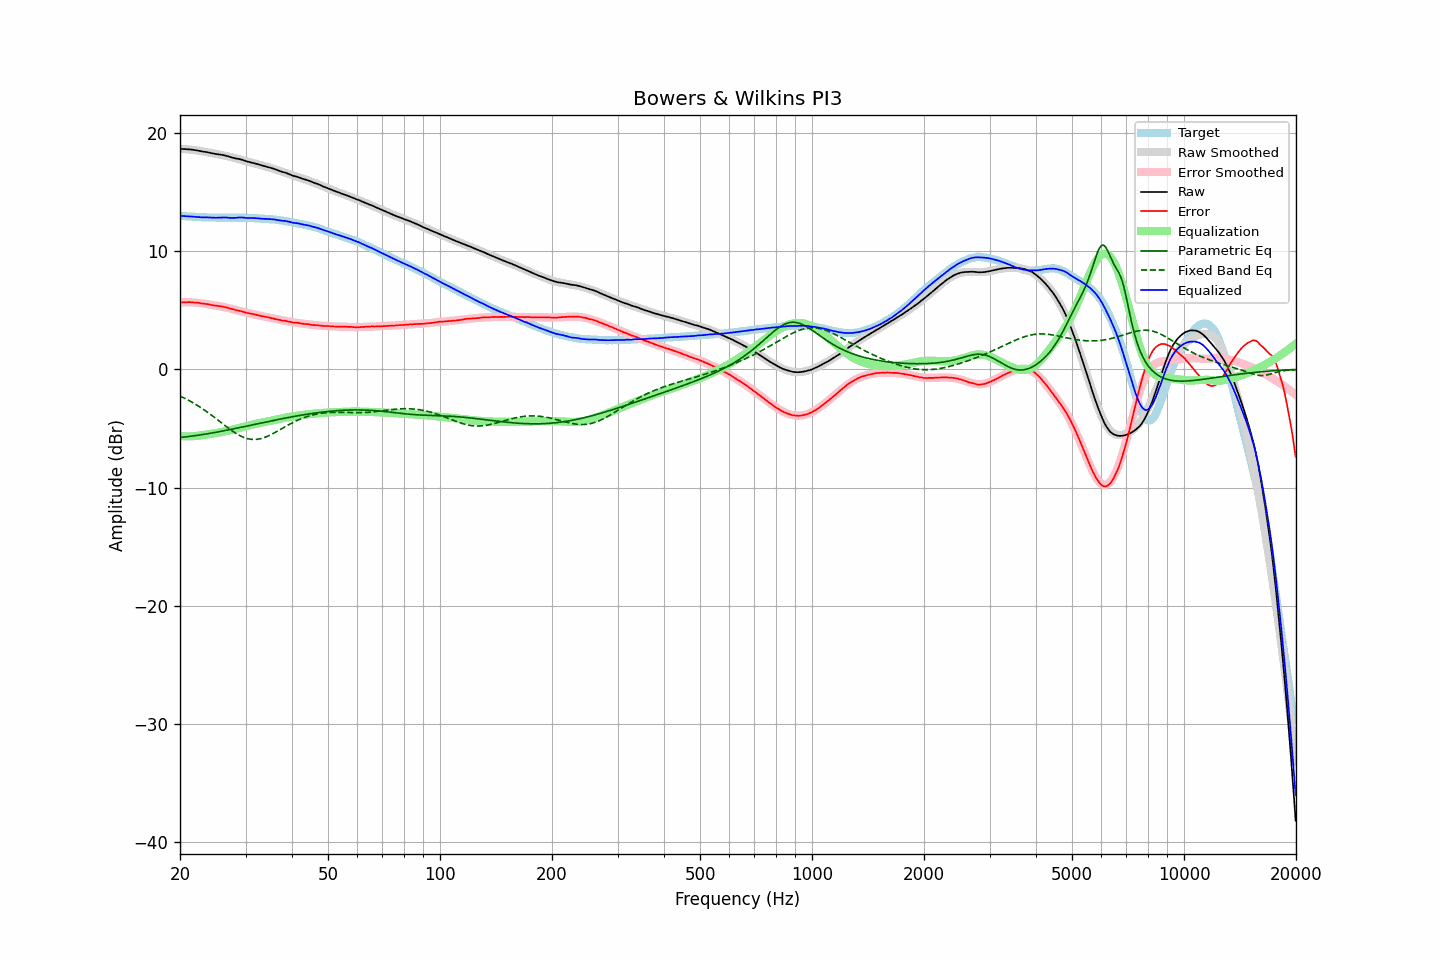 Bowers & Wilkins PI3
20
10
0
−10
−20
−30
−40
Amplitude (dBr)
Target
Raw Smoothed
Error Smoothed
Raw
Error
Equalization
Parametric Eq
Fixed Band Eq
Equalized
20 50 100 200 500 1000 2000 5000 10000 20000
Frequency (Hz)